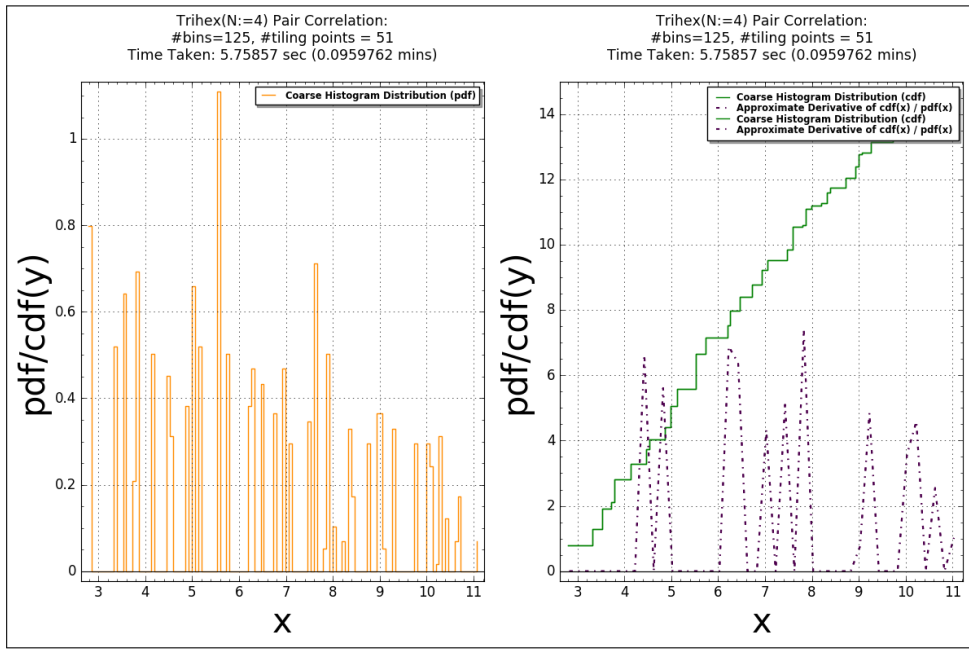 Trihex(N:=4) Pair Correlation:
#bins=125, #tiling points = 51
Time Taken: 5.75857 sec (0.0959762 mins)
Coarse Histogram Distribution (pdf)
pdf/cdf(y)
1
0.8
0.6
0.4
0.2
0
3 4 5 6 7 8 9 10 11
x
Trihex(N:=4) Pair Correlation:
#bins=125, #tiling points = 51
Time Taken: 5.75857 sec (0.0959762 mins)
Coarse Histogram Distribution (cdf)
Approximate Derivative of cdf(x) / pdf(x)
Coarse Histogram Distribution (cdf)
Approximate Derivative of cdf(x) / pdf(x)
pdf/cdf(y)
14
12
10
8
6
4
2
0
3 4 5 6 7 8 9 10 11
x